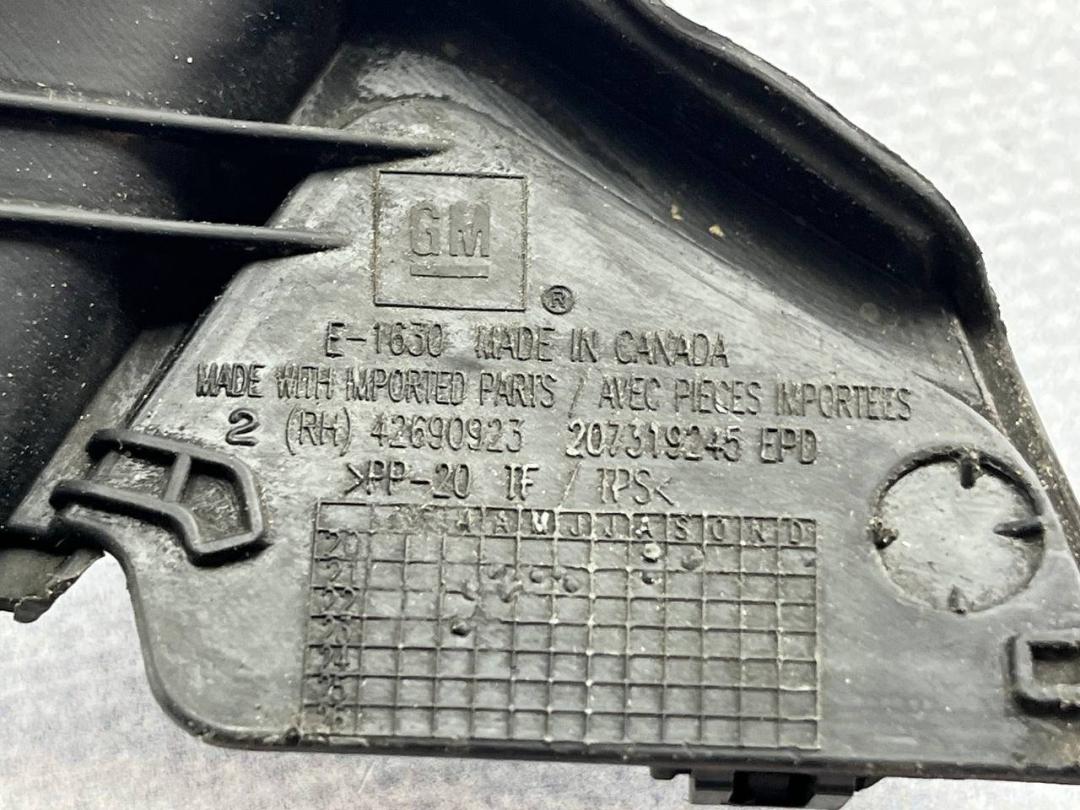 GM
®
E-1630 MADE IN CANADA
MADE WITH IMPORTED PARTS / AVEC PIECES IMPORTEES
2 (RH) 42690923 207319245 EPD
>PP-20 TF / TPS<
J F M A M J J A S O N D
20
21
22
23
24
25
26